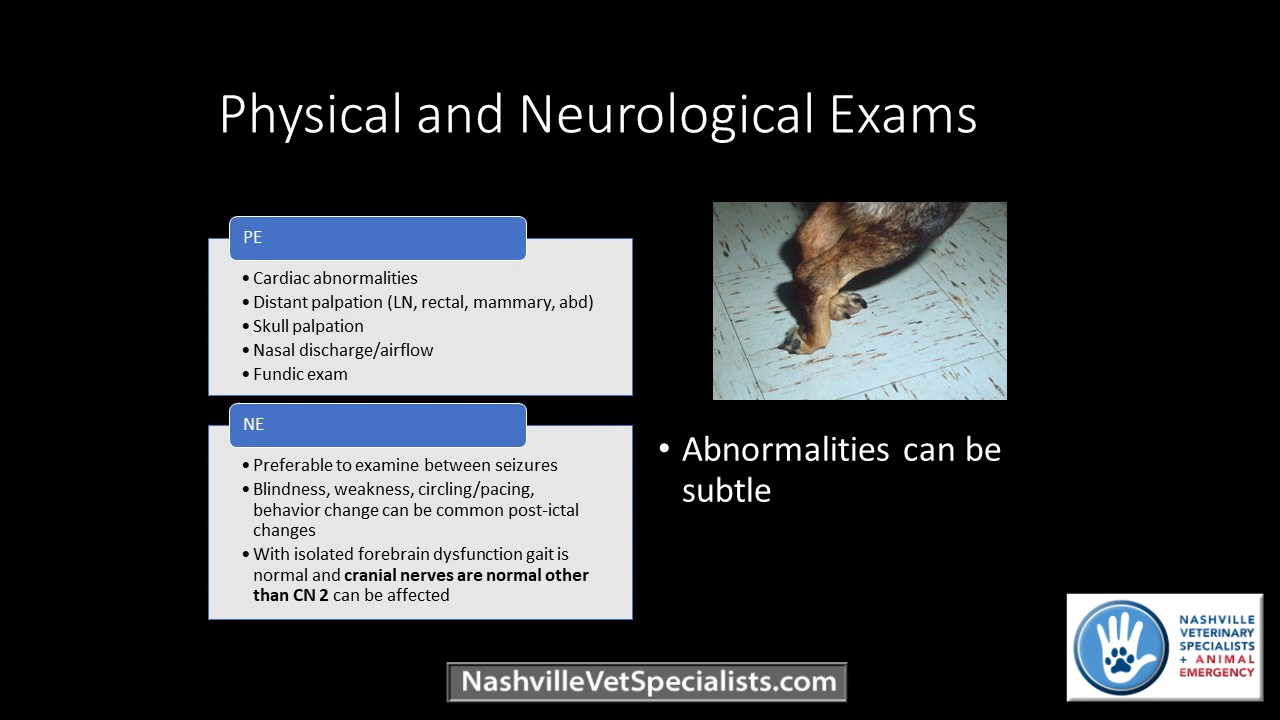 Physical and Neurological Exams
PE
• Cardiac abnormalities
• Distant palpation (LN, rectal, mammary, abd)
• Skull palpation
• Nasal discharge/airflow
• Fundic exam
NE
• Preferable to examine between seizures
• Blindness, weakness, circling/pacing,
behavior change can be common post-ictal
changes
• With isolated forebrain dysfunction gait is
normal and cranial nerves are normal other
than CN 2 can be affected
• Abnormalities can be
subtle
NASHVILLE
VETERINARY
SPECIALISTS
+ ANIMAL
EMERGENCY
NashvilleVetSpecialists.com